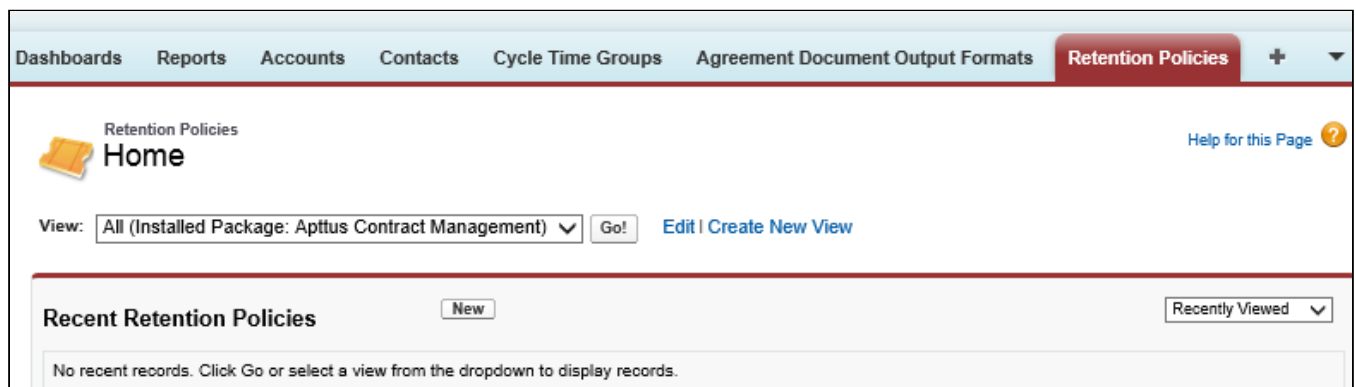 Dashboards Reports Accounts Contacts Cycle Time Groups Agreement Document Output Formats Retention Policies +
Retention Policies
Home
Help for this Page ?
View: All (Installed Package: Apttus Contract Management) Go! Edit | Create New View
Recent Retention Policies New Recently Viewed
No recent records. Click Go or select a view from the dropdown to display records.